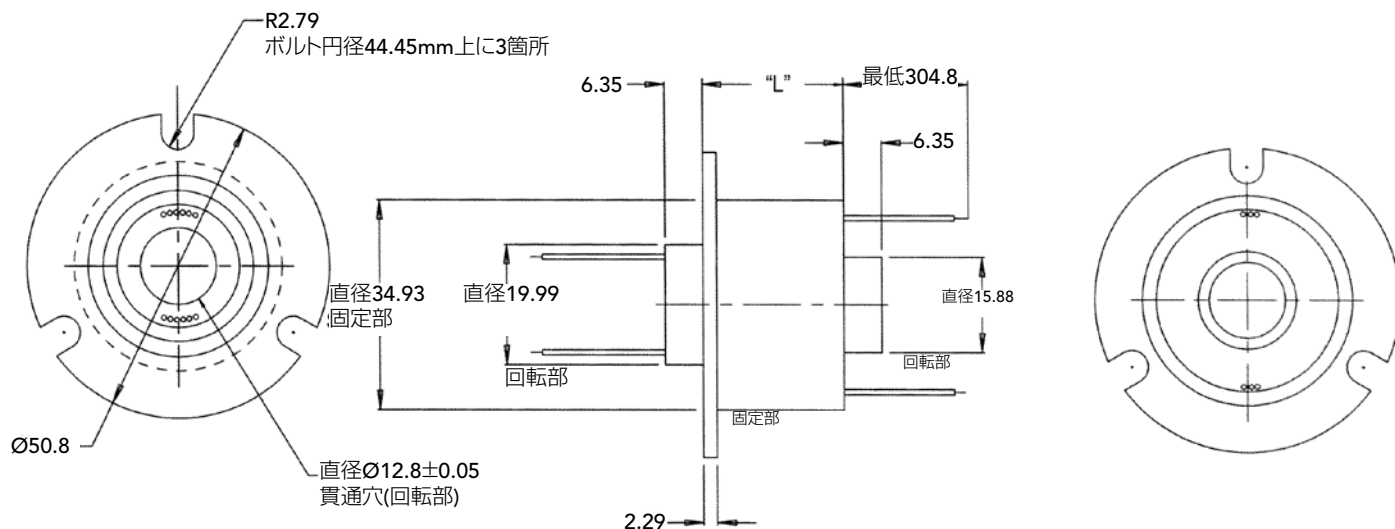 R2.79
ボルト円径44.45mm上に3箇所
6.35
“L”
最低304.8
6.35
直径34.93
固定部
直径19.99
回転部
直径15.88
回転部
固定部
Ø50.8
直径Ø12.8±0.05
貫通穴(回転部)
2.29